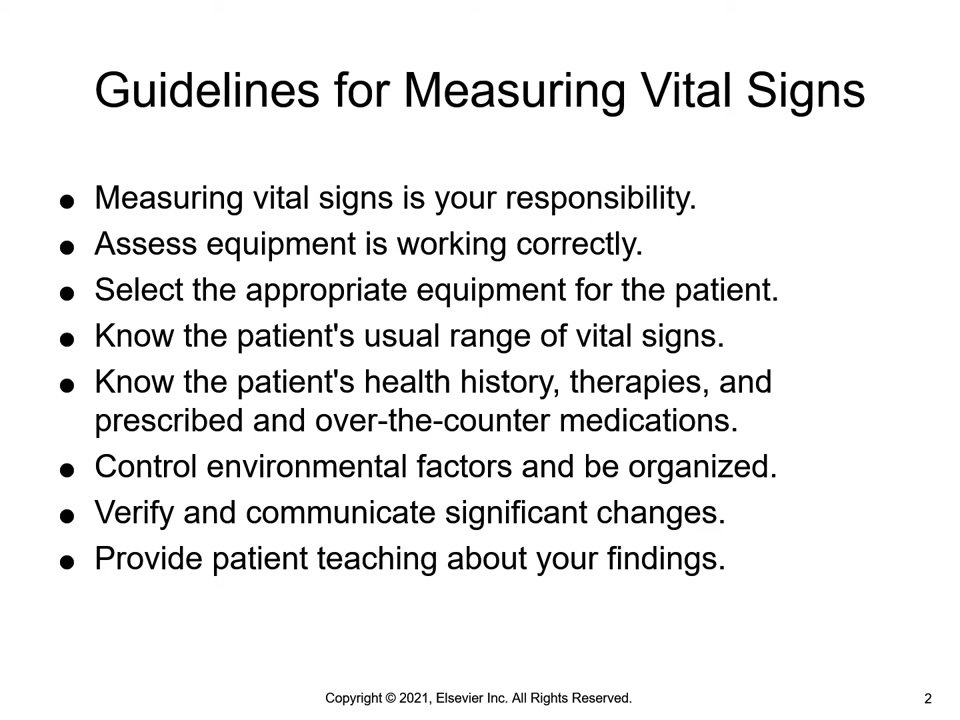 Guidelines for Measuring Vital Signs
● Measuring vital signs is your responsibility.
● Assess equipment is working correctly.
● Select the appropriate equipment for the patient.
● Know the patient's usual range of vital signs.
● Know the patient's health history, therapies, and
prescribed and over-the-counter medications.
● Control environmental factors and be organized.
● Verify and communicate significant changes.
● Provide patient teaching about your findings.
Copyright © 2021, Elsevier Inc. All Rights Reserved.
2